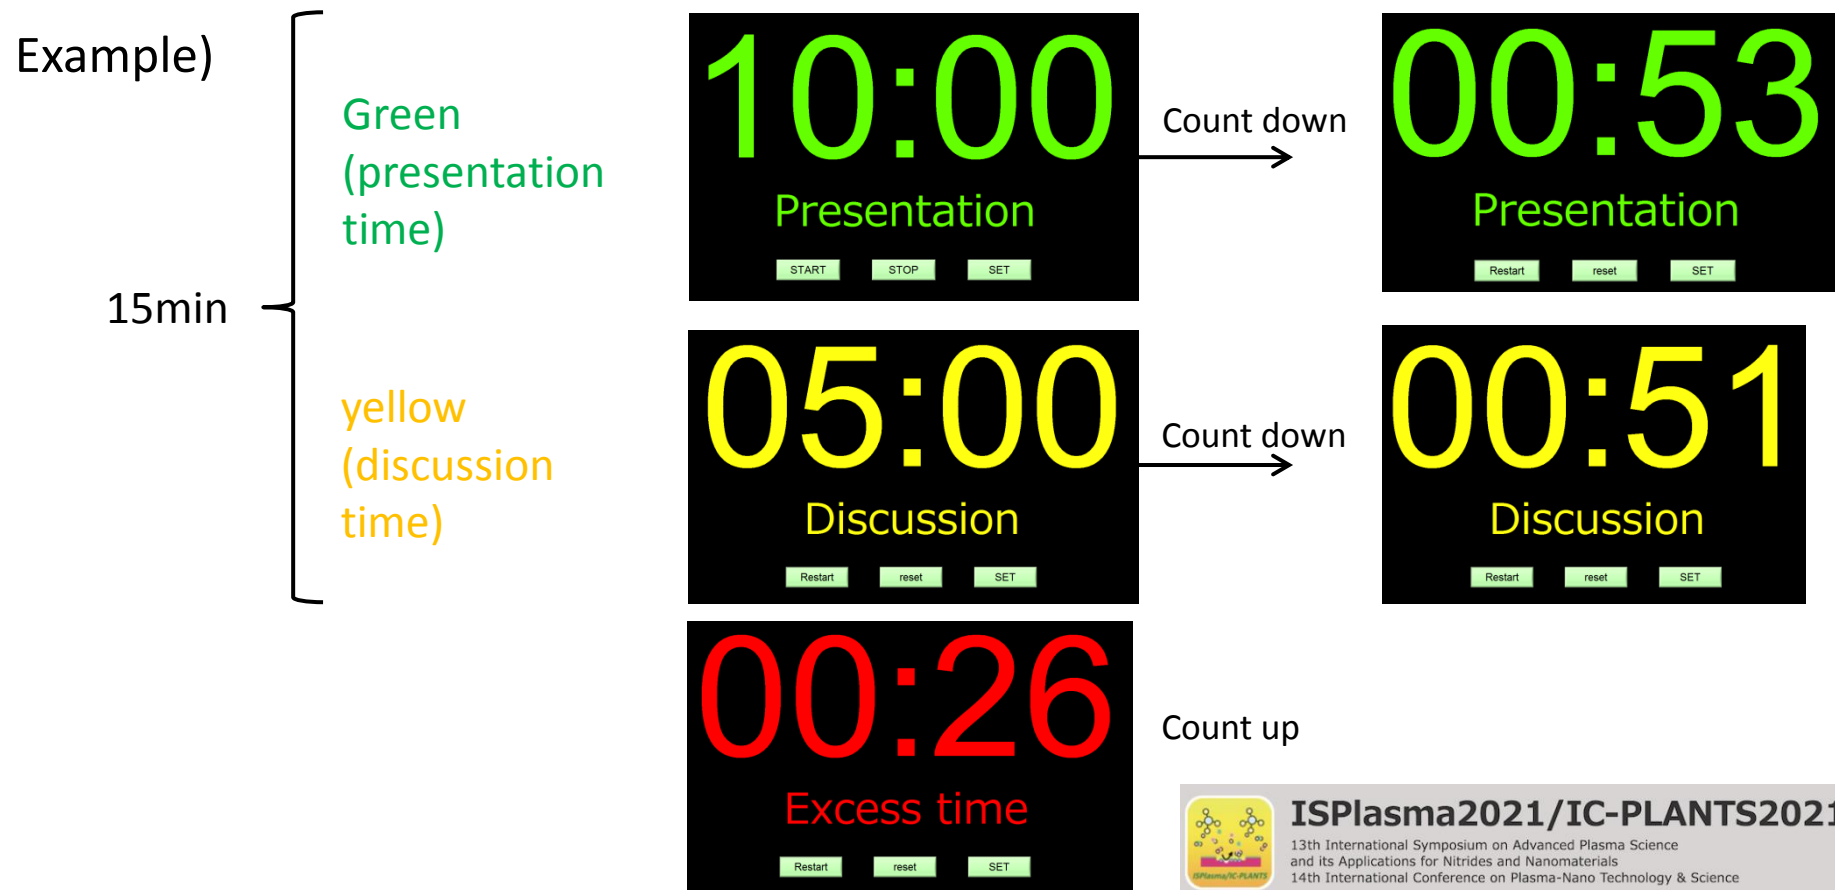 Example)
15min
Green
(presentation
time)
10:00
Presentation
START STOP SET
Count down
00:53
Presentation
Restart reset SET
yellow
(discussion
time)
05:00
Discussion
Restart reset SET
Count down
00:51
Discussion
Restart reset SET
00:26
Excess time
Restart reset SET
Count up
ISPlasma/IC-PLANTS
ISPlasma2021/IC-PLANTS2021
13th International Symposium on Advanced Plasma Science
and its Applications for Nitrides and Nanomaterials
14th International Conference on Plasma-Nano Technology & Science